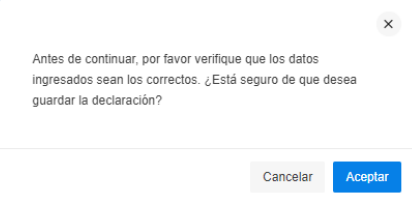 Antes de continuar, por favor verifique que los datos
ingresados sean los correctos. ¿Está seguro de que desea
guardar la declaración?
Cancelar Aceptar